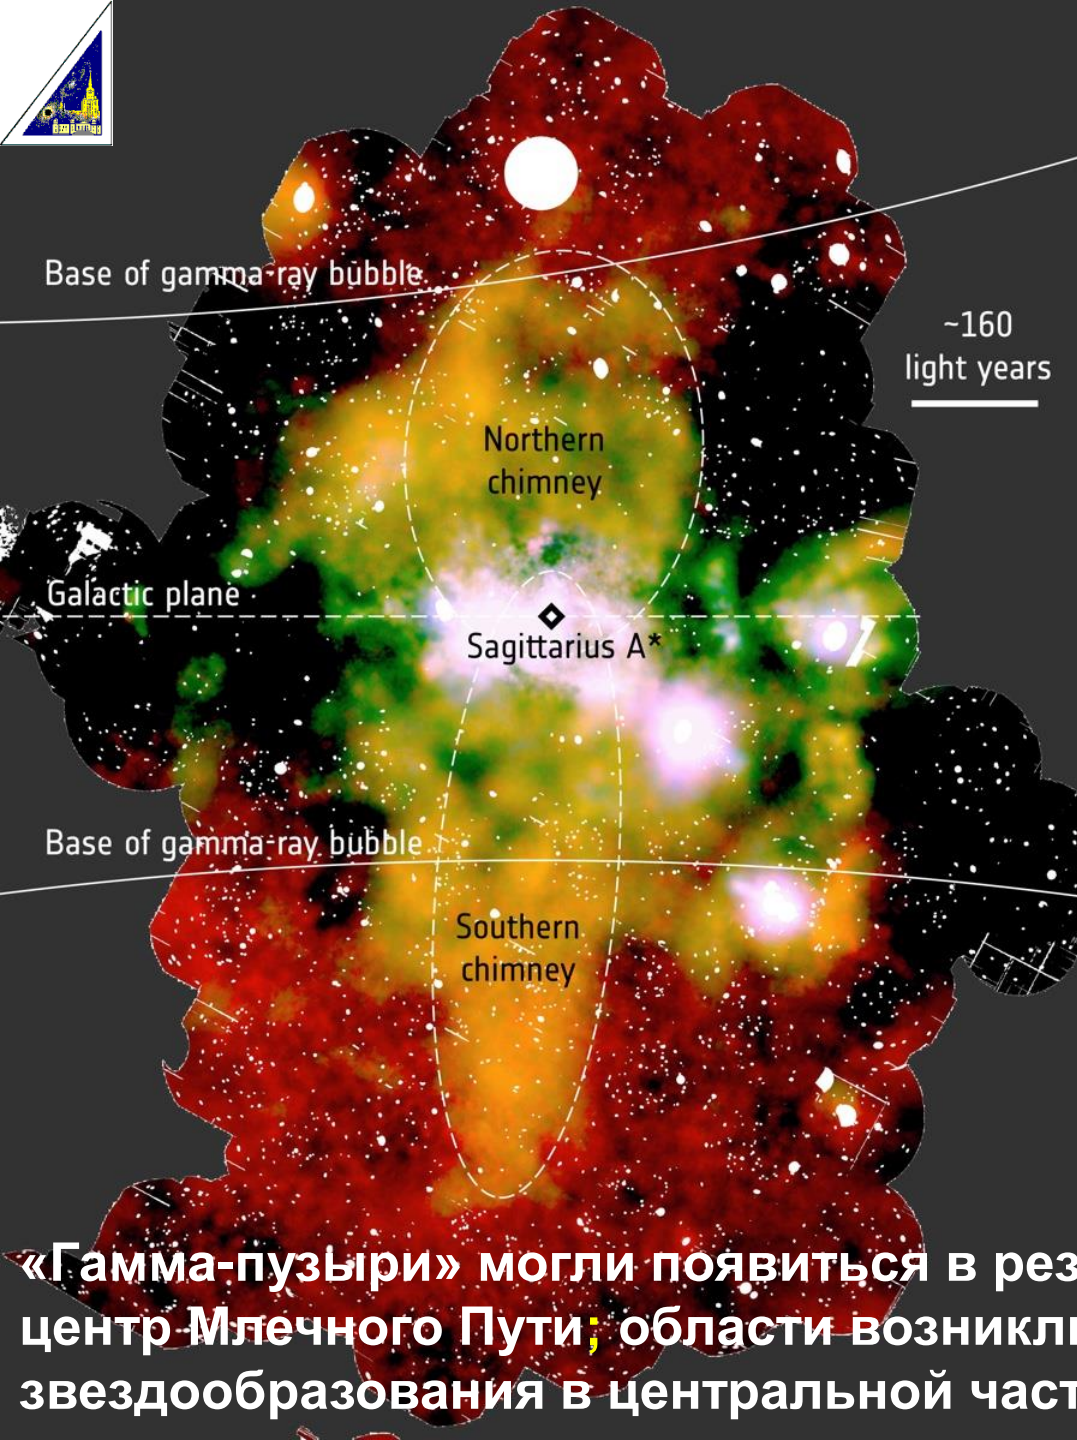 Base of gamma-ray bubble
~160
light years
Northern
chimney
Galactic plane
Sagittarius A*
Base of gamma-ray bubble
Southern
chimney
«Гамма-пузыри» могли появиться в рез
центр Млечного Пути; области возникл
звездообразования в центральной част